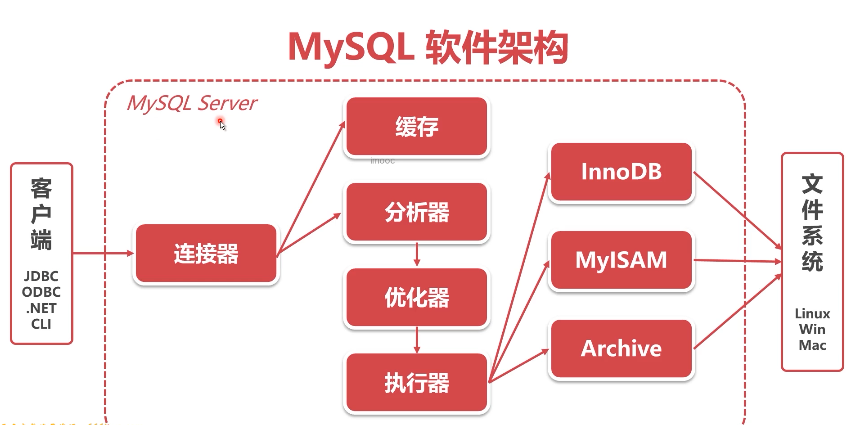 MySQL 软件架构
MySQL Server
客户端
JDBC
ODBC
.NET
CLI
连接器
缓存
imooc
分析器
优化器
执行器
InnoDB
MyISAM
Archive
文件系统
Linux
Win
Mac